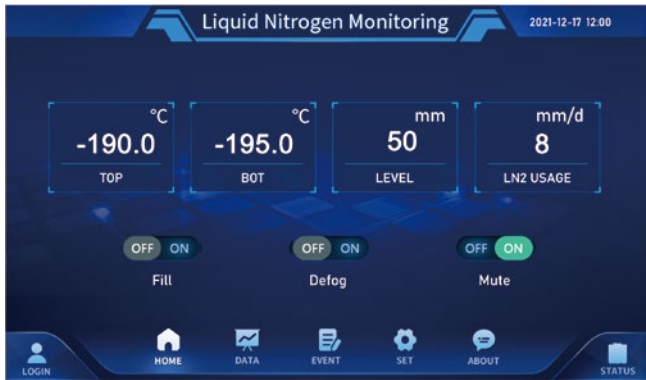 Liquid Nitrogen Monitoring
2021-12-17 12:00
°C °C mm mm/d
-190.0 -195.0 50 8
TOP BOT LEVEL LN2 USAGE
OFF ON OFF ON OFF ON
Fill Defog Mute
LOGIN HOME DATA EVENT SET ABOUT STATUS